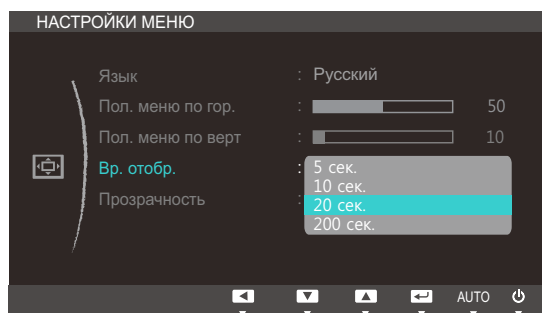 НАСТРОЙКИ МЕНЮ
Язык : Русский
Пол. меню по гор. : 50
Пол. меню по верт : 10
Вр. отобр. : 5 сек.
10 сек.
20 сек.
Прозрачность :
200 сек.
AUTO